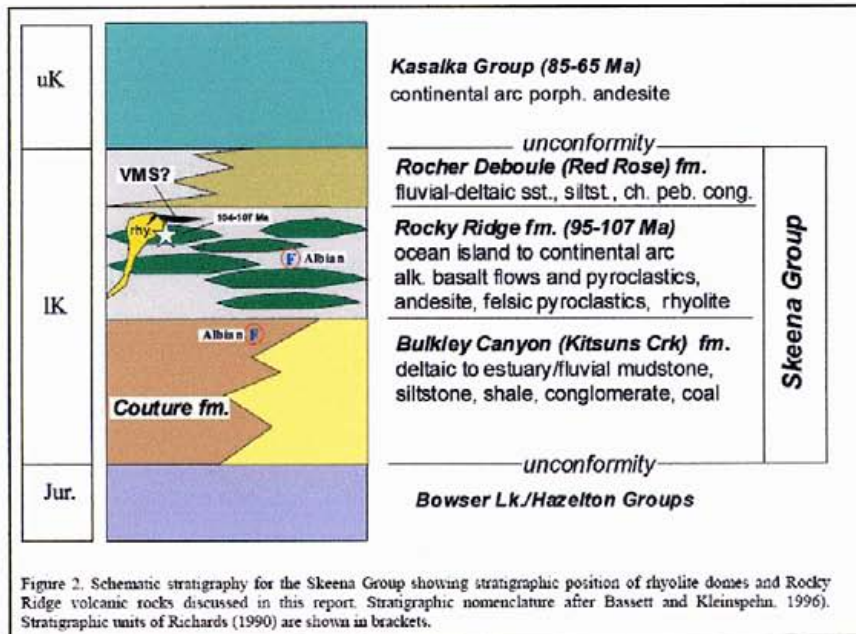 uK
Kasalka Group (85-65 Ma)
continental arc porph. andesite
unconformity
VMS?
Rocher Deboule (Red Rose) fm.
fluvial-deltaic sst., siltst., ch. peb. cong.
104-107 Ma
rhy.
F Albian
lK
Rocky Ridge fm. (95-107 Ma)
ocean island to continental arc
alk. basalt flows and pyroclastics,
andesite, felsic pyroclastics, rhyolite
Skeena Group
Albian F
Couture fm.
Bulkley Canyon (Kitsuns Crk) fm.
deltaic to estuary/fluvial mudstone,
siltstone, shale, conglomerate, coal
unconformity
Jur.
Bowser Lk./Hazelton Groups
Figure 2. Schematic stratigraphy for the Skeena Group showing stratigraphic position of rhyolite domes and Rocky
Ridge volcanic rocks discussed in this report. Stratigraphic nomenclature after Bassett and Kleinspehn, 1996).
Stratigraphic units of Richards (1990) are shown in brackets.